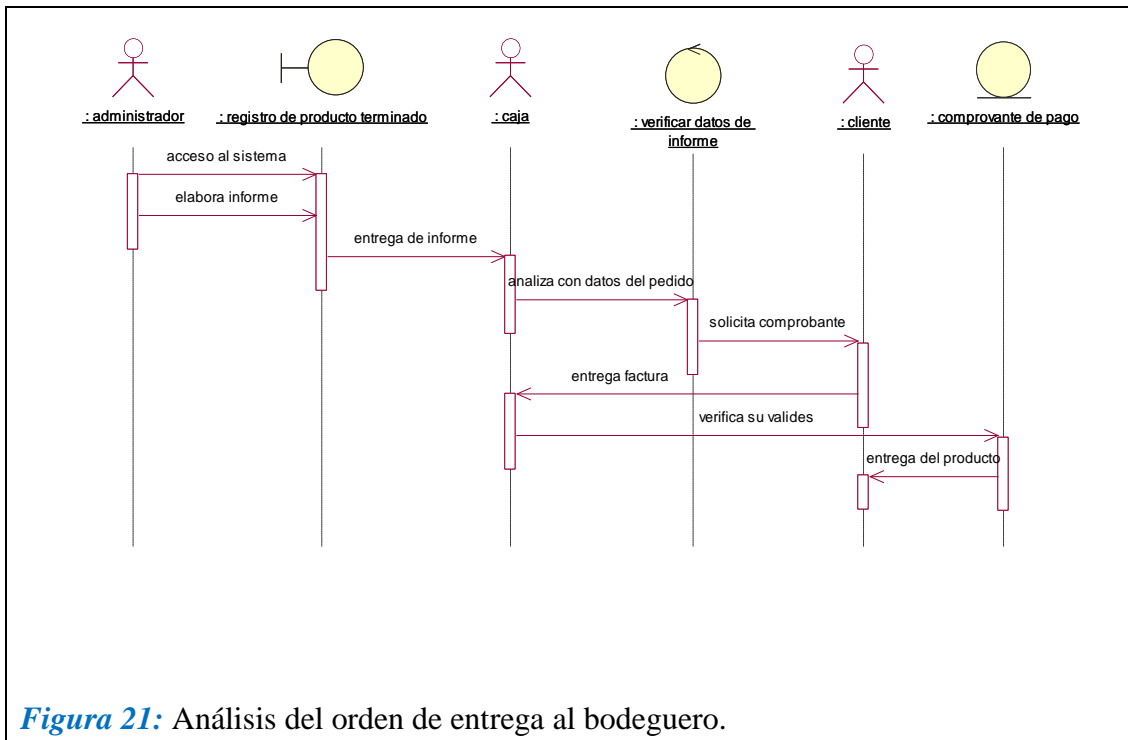 : administrador
: registro de producto terminado
: caja
: verificar datos de
informe
: cliente
: comprovante de pago
acceso al sistema
elabora informe
entrega de informe
analiza con datos del pedido
solicita comprobante
entrega factura
verifica su valides
entrega del producto
Figura 21: Análisis del orden de entrega al bodeguero.